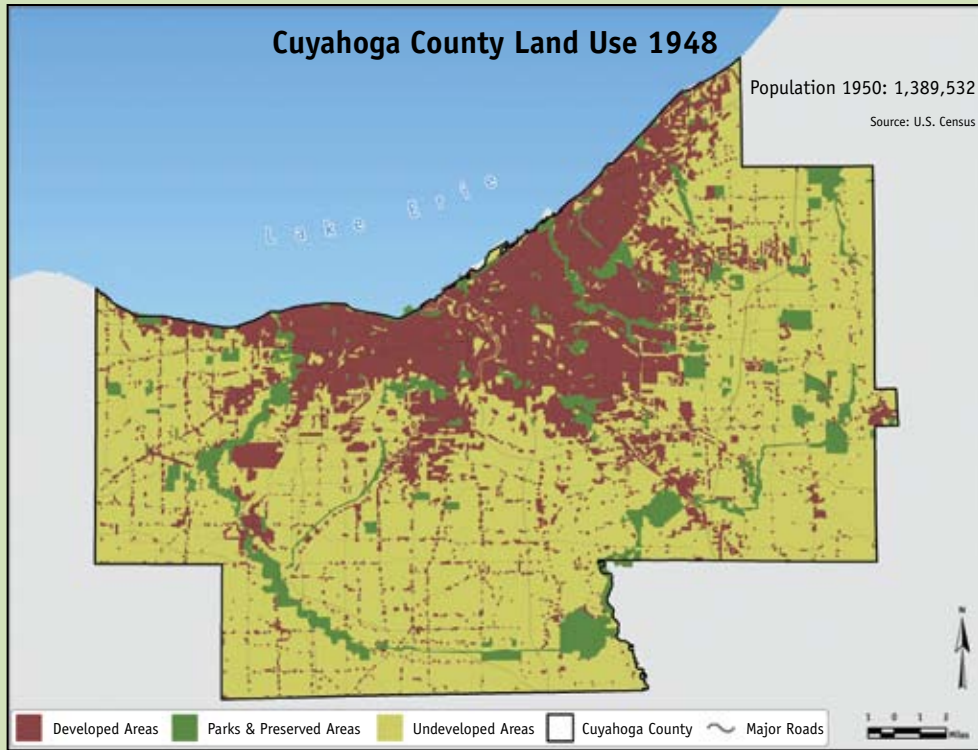 Cuyahoga County Land Use 1948
Population 1950: 1,389,532
Source: U.S. Census
Lake Erie
N
Developed Areas
Parks & Preserved Areas
Undeveloped Areas
Cuyahoga County
Major Roads
Miles